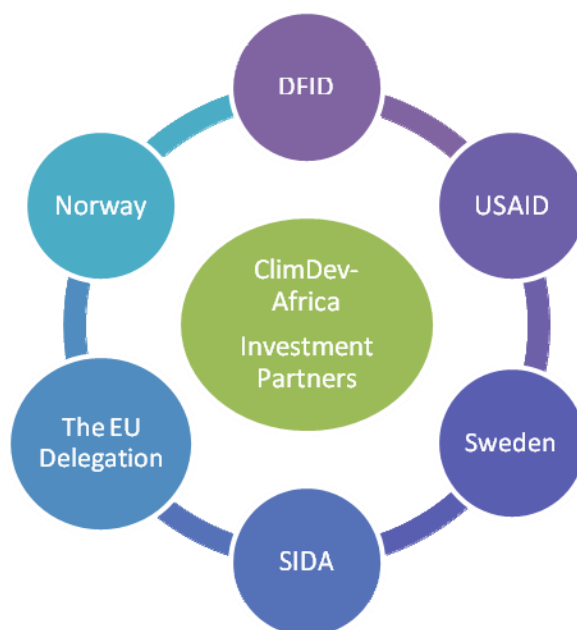 DFID
USAID
Sweden
SIDA
The EU
Delegation
Norway
ClimDev-
Africa
Investment
Partners